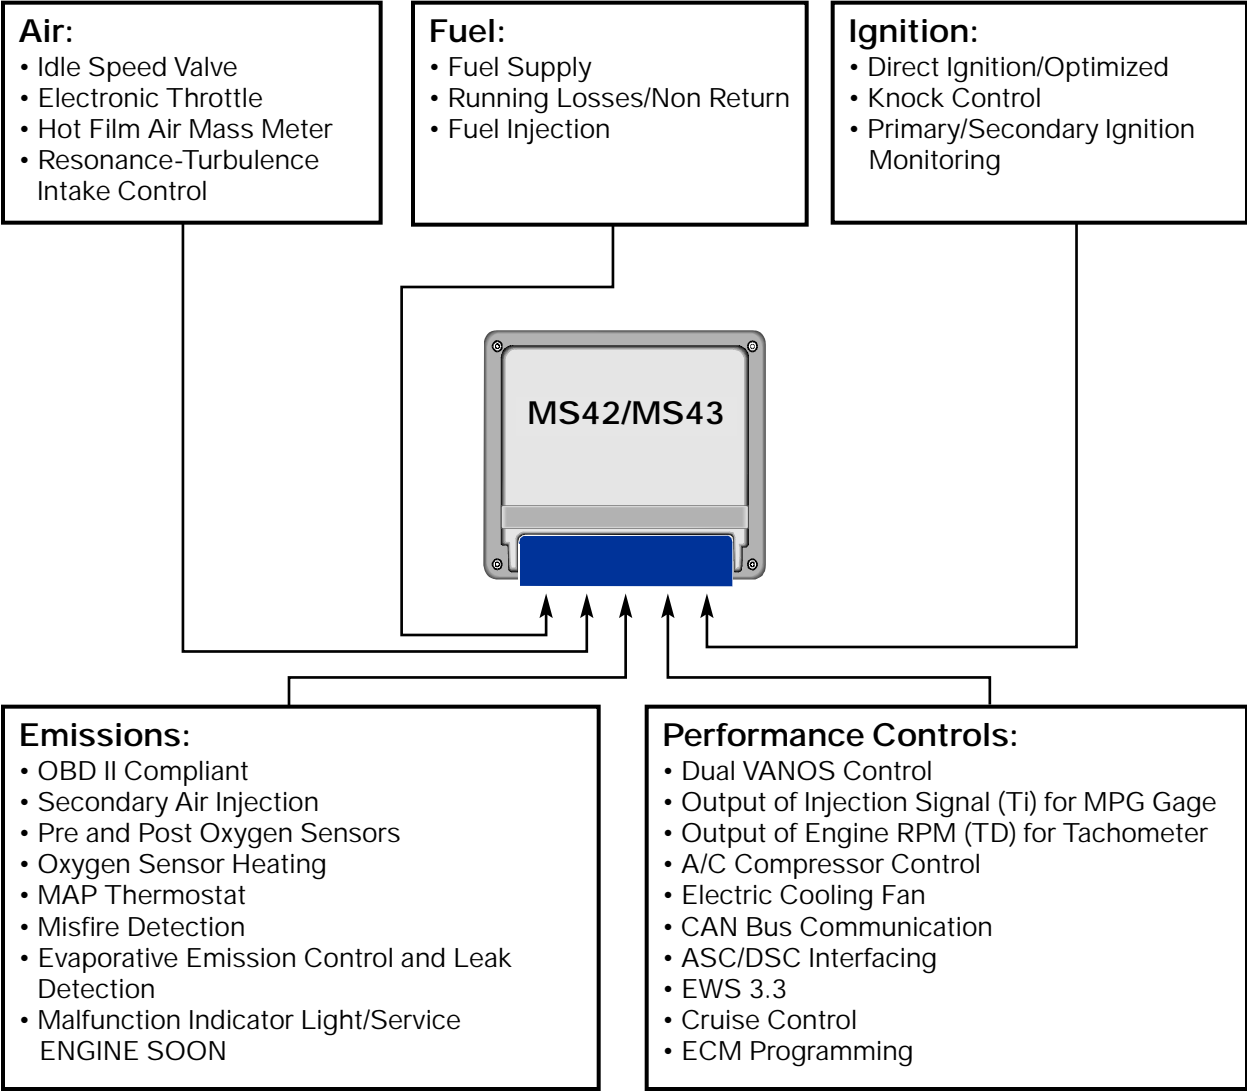 Air:
• Idle Speed Valve
• Electronic Throttle
• Hot Film Air Mass Meter
• Resonance-Turbulence
Intake Control
Fuel:
• Fuel Supply
• Running Losses/Non Return
• Fuel Injection
Ignition:
• Direct Ignition/Optimized
• Knock Control
• Primary/Secondary Ignition
Monitoring
MS42/MS43
Emissions:
• OBD II Compliant
• Secondary Air Injection
• Pre and Post Oxygen Sensors
• Oxygen Sensor Heating
• MAP Thermostat
• Misfire Detection
• Evaporative Emission Control and Leak
Detection
• Malfunction Indicator Light/Service
ENGINE SOON
Performance Controls:
• Dual VANOS Control
• Output of Injection Signal (Ti) for MPG Gage
• Output of Engine RPM (TD) for Tachometer
• A/C Compressor Control
• Electric Cooling Fan
• CAN Bus Communication
• ASC/DSC Interfacing
• EWS 3.3
• Cruise Control
• ECM Programming